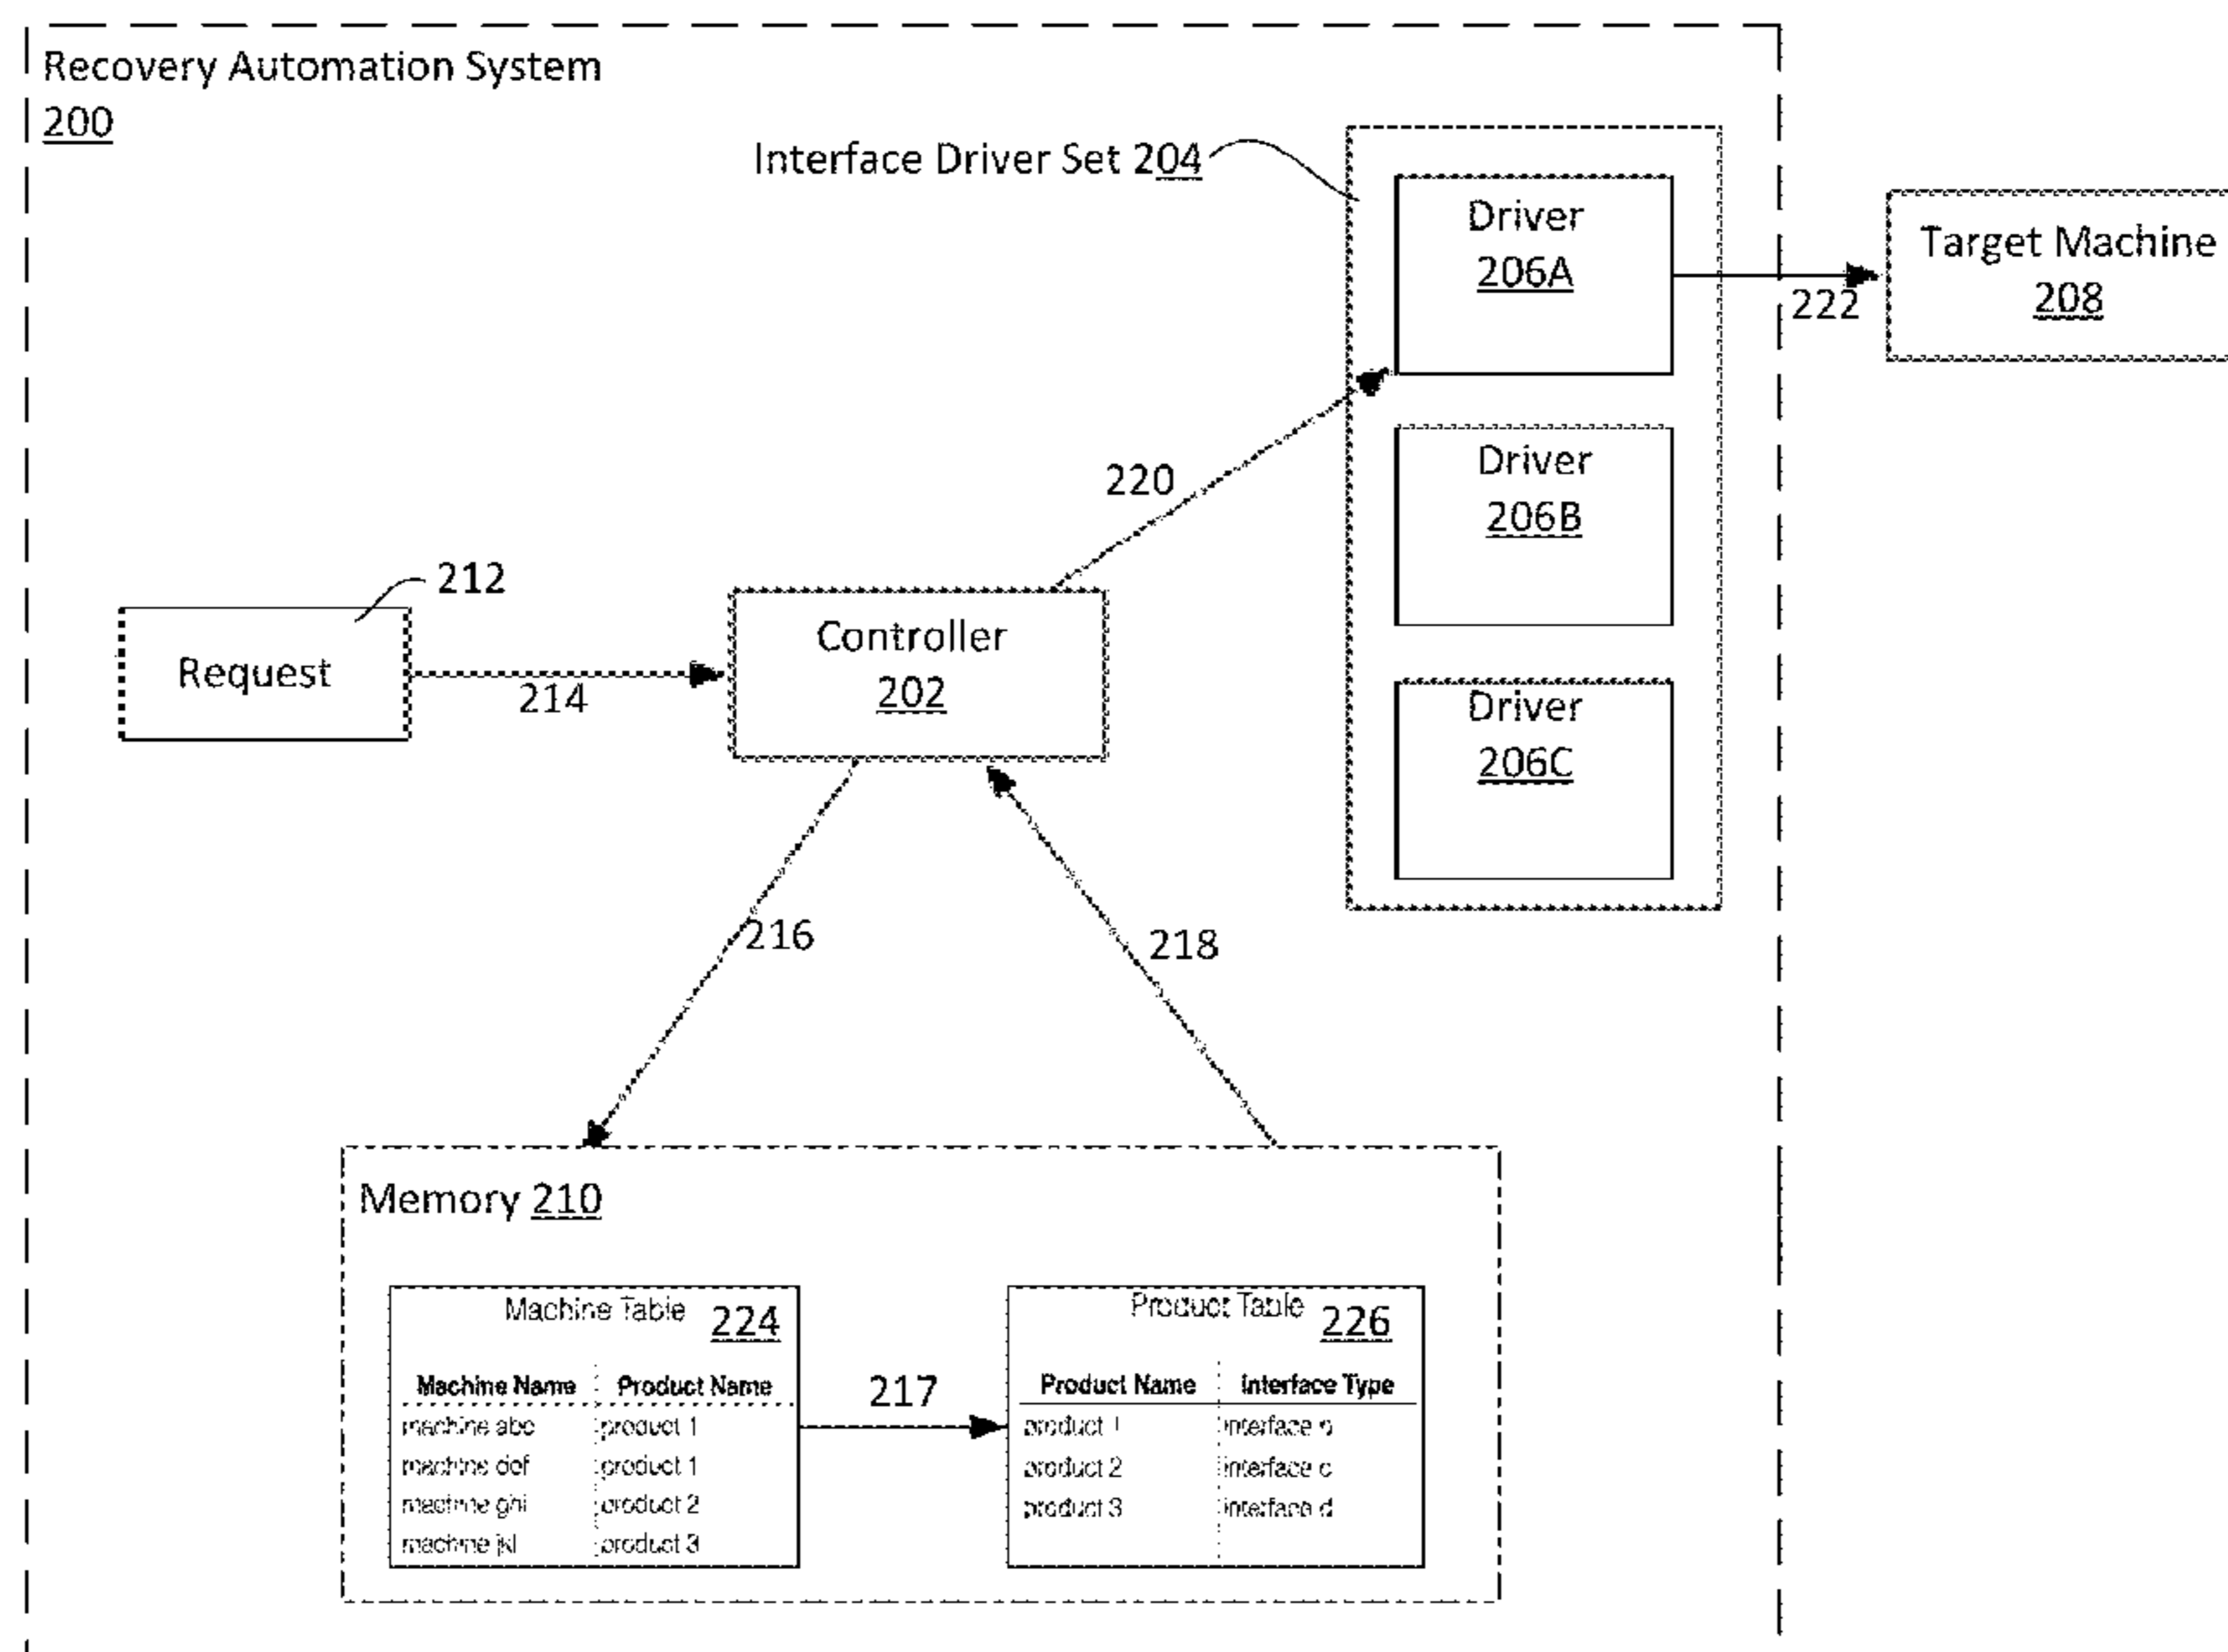 Recovery Automation System
200
Interface Driver Set 204
Driver
206A
Target Machine
208
222
Driver
206B
220
212
Request
214
Controller
202
Driver
206C
216
218
Memory 210
Machine Table 224
Machine Name Product Name
machine abc product 1
machine def product 1
machine ghi product 2
machine jkl product 3
217
Product Table 226
Product Name Interface Type
product 1 interface
product 2 interface c
product 3 interface d